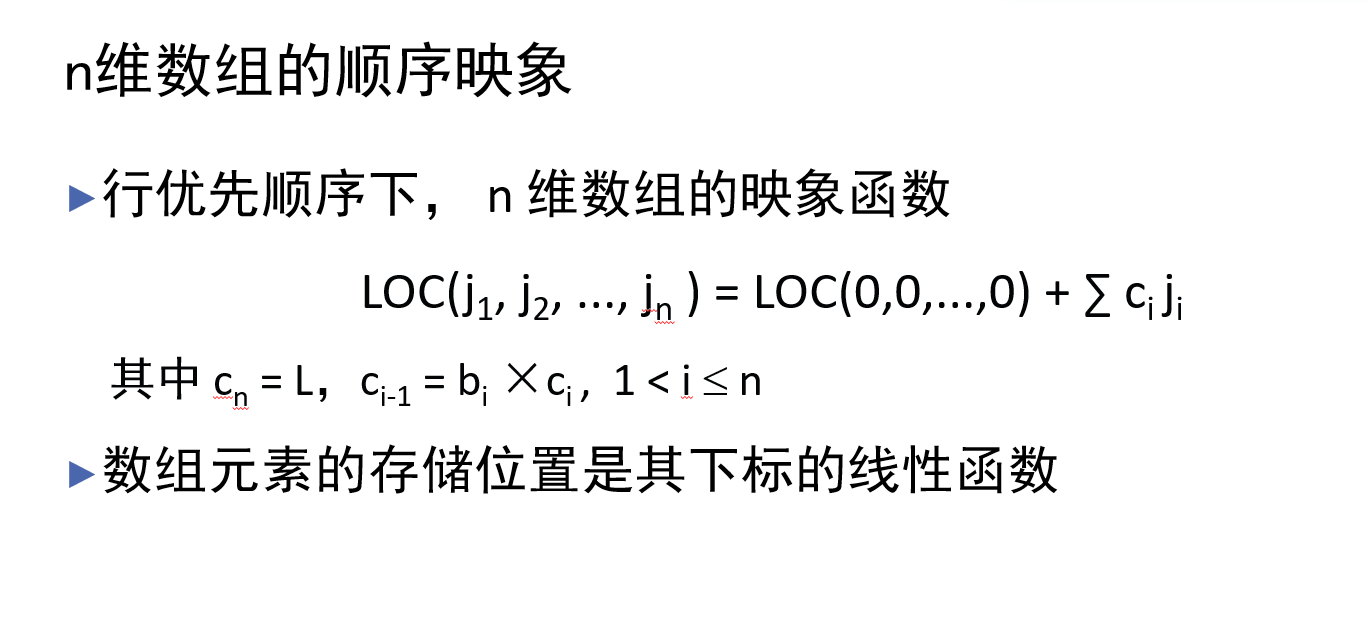 n维数组的顺序映象
▶行优先顺序下， n 维数组的映象函数
LOC(j₁, j₂, ..., jₙ ) = LOC(0,0,...,0) + ∑ cᵢ jᵢ
其中 cₙ = L，cᵢ₋₁ = bᵢ ×cᵢ , 1 < i ≤ n
▶数组元素的存储位置是其下标的线性函数